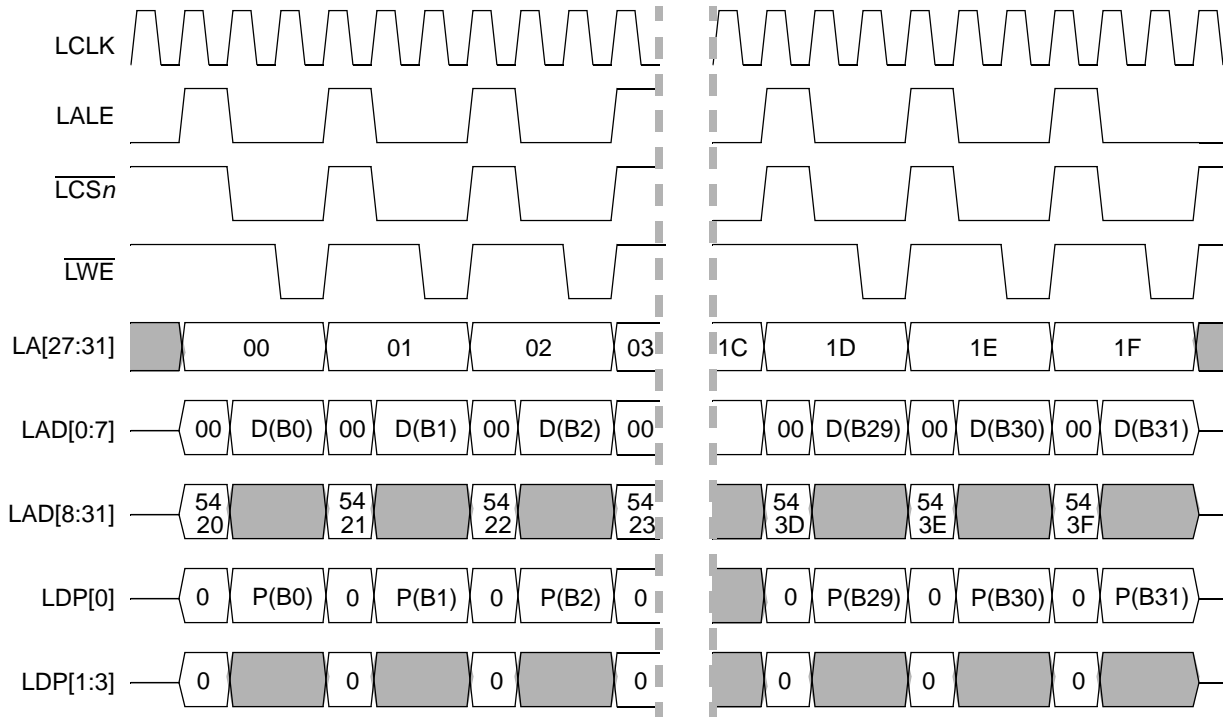 LCLK
LALE
LCSn
LWE
LA[27:31] 00 01 02 03 1C 1D 1E 1F
LAD[0:7] 00 D(B0) 00 D(B1) 00 D(B2) 00 00 D(B29) 00 D(B30) 00 D(B31)
LAD[8:31] 54 54 54 54 54 54 54
20 21 22 23 3D 3E 3F
LDP[0] 0 P(B0) 0 P(B1) 0 P(B2) 0 0 P(B29) 0 P(B30) 0 P(B31)
LDP[1:3] 0 0 0 0 0 0 0